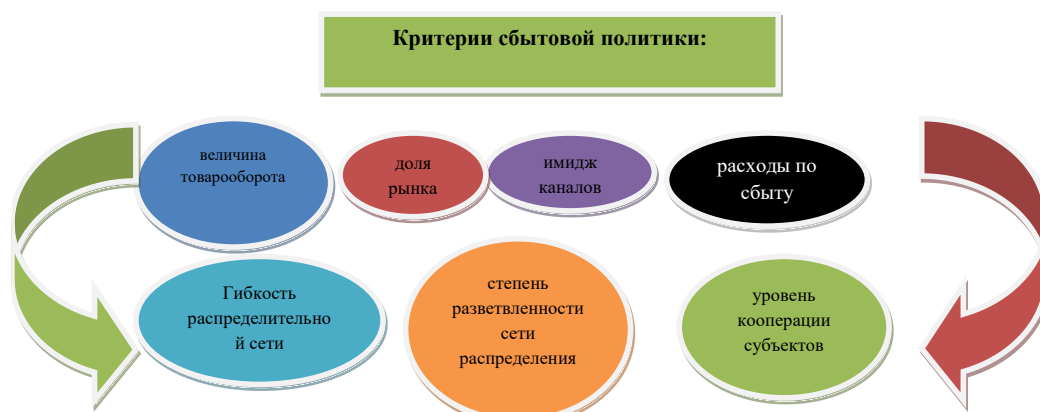 Критерии сбытовой политики:
величина
товарооборота
доля
рынка
имидж
каналов
расходы по
сбыту
Гибкость
распределительно
й сети
степень
разветвленности
сети
распределения
уровень
кооперации
субъектов